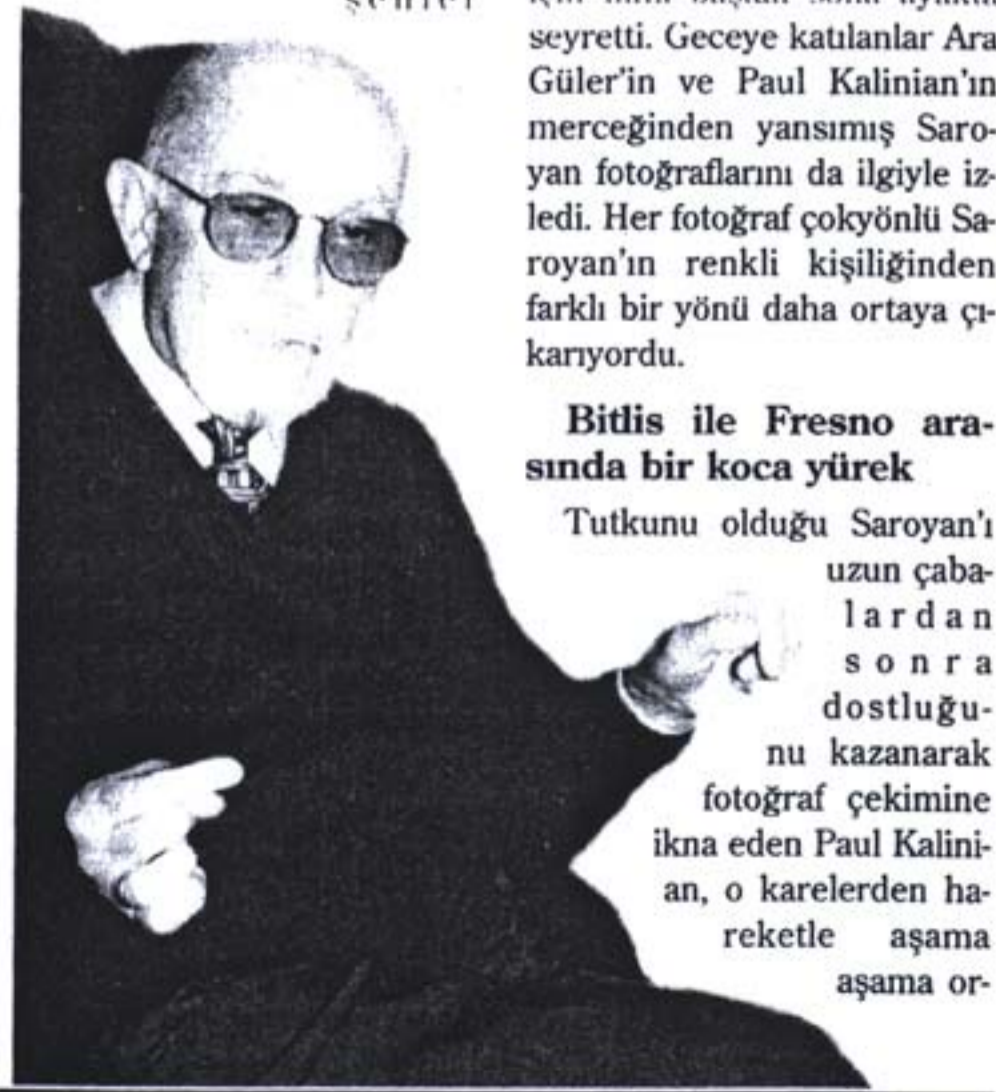 seyretti. Geceye katılanlar Ara
Güler'in ve Paul Kalinian'ın
merceğinden yansımış Saro-
yan fotoğraflarını da ilgiyle iz-
ledi. Her fotoğraf çokyönlü Sa-
royan'ın renkli kişiliğinden
farklı bir yönü daha ortaya çı-
karıyordu.
Bitlis ile Fresno ara-
sında bir koca yürek
Tutkunu olduğu Saroyan'ı
uzun çaba-
lardan
sonra
dostluğu-
nu kazanarak
fotoğraf çekimine
ikna eden Paul Kalini-
an, o karelerden ha-
reketle aşama
aşama or-